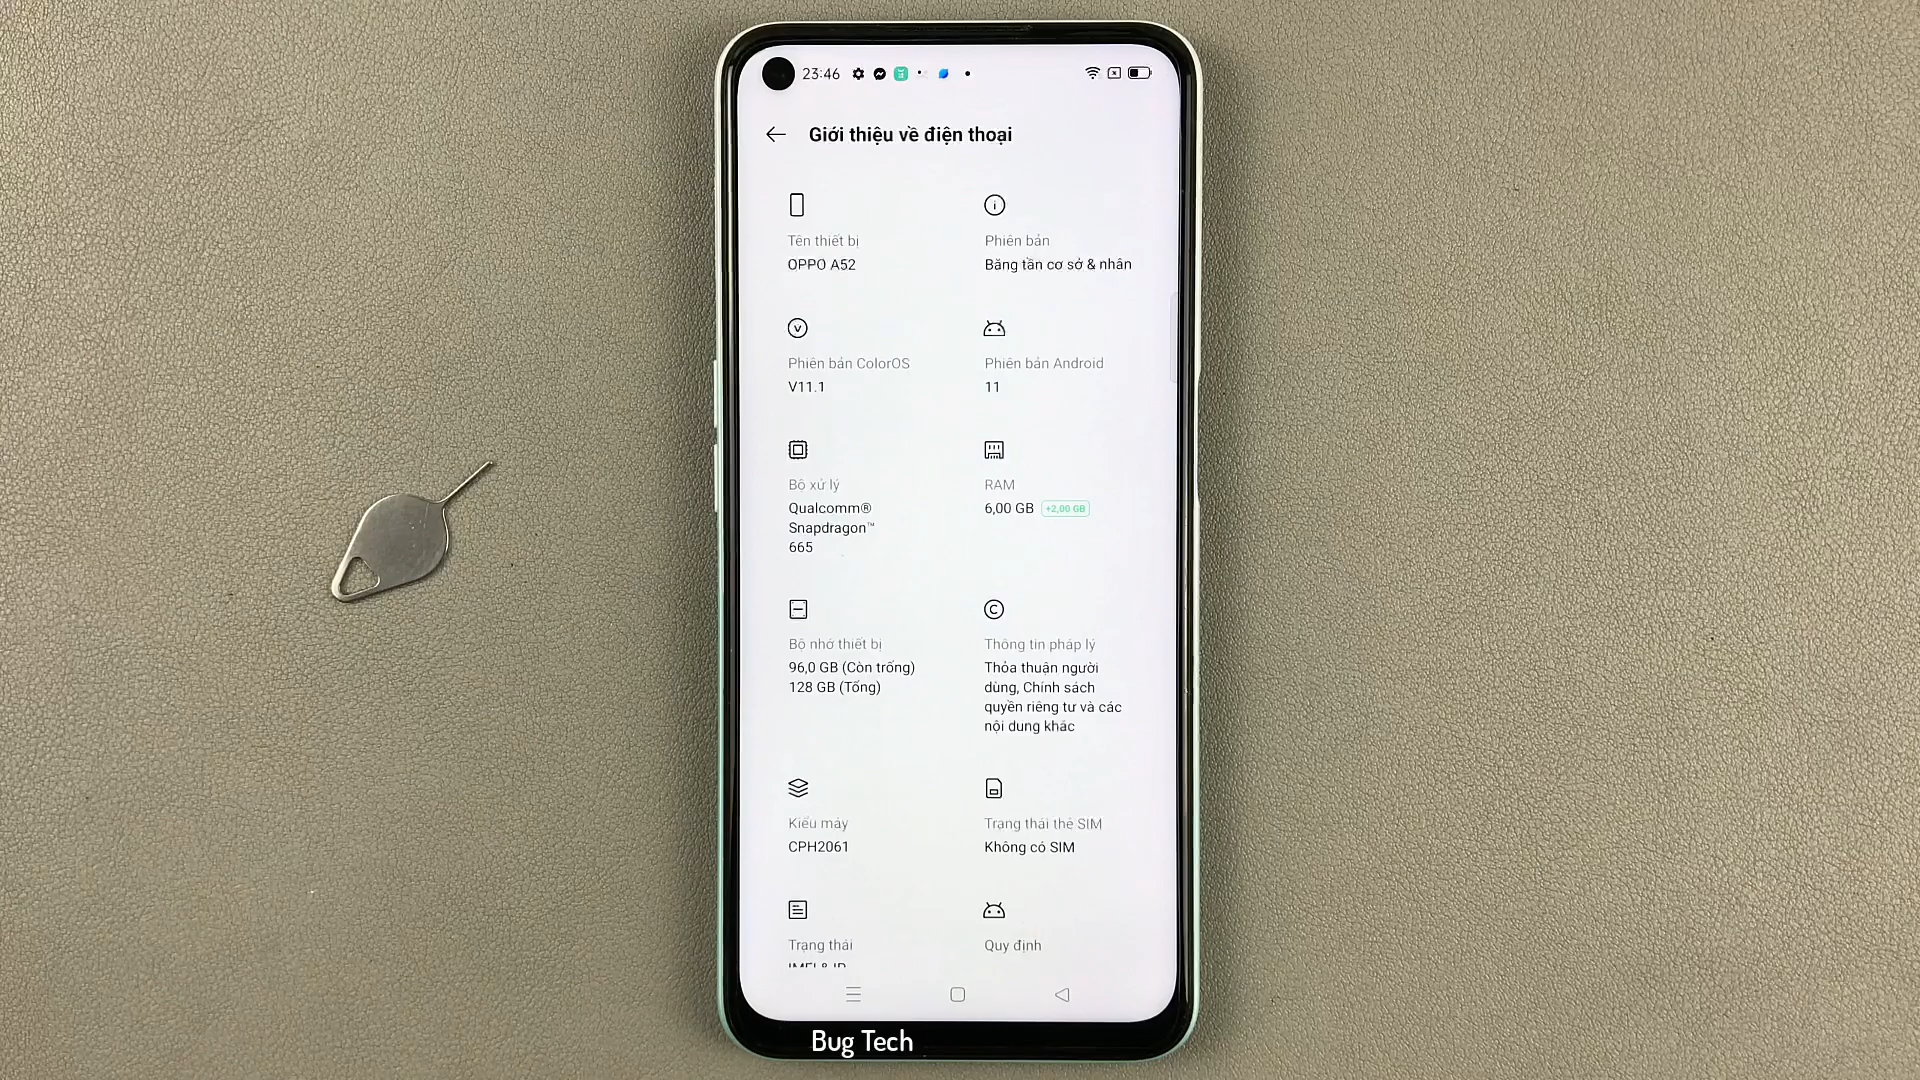 23:46
Giới thiệu về điện thoại
Tên thiết bị
OPPO A52
Phiên bản
Băng tần cơ sở & nhân
Phiên bản ColorOS
V11.1
Phiên bản Android
11
Bộ xử lý
Qualcomm®
Snapdragon™
665
RAM
6,00 GB +2,00 GB
Bộ nhớ thiết bị
96,0 GB (Còn trống)
128 GB (Tổng)
Thông tin pháp lý
Thỏa thuận người
dùng, Chính sách
quyền riêng tư và các
nội dung khác
Kiểu máy
CPH2061
Trạng thái thẻ SIM
Không có SIM
Trạng thái
IMEI & IP
Quy định
Bug Tech